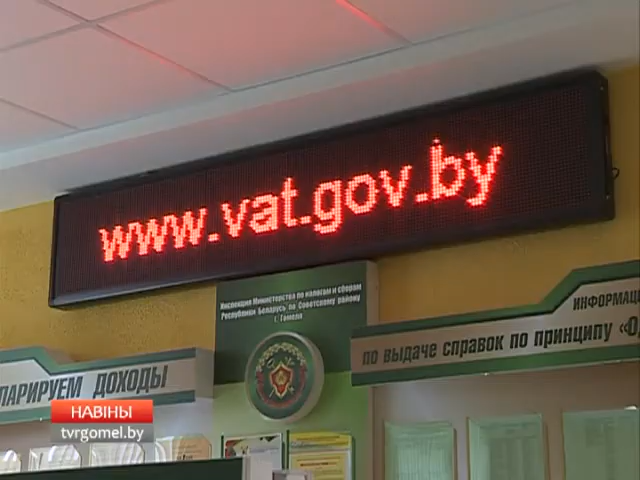 www.vat.gov.by
Инспекция Министерства по налогам и сборам
Республики Беларусь по Советскому району
г. Гомеля
ИНФОРМАЦ
ПО ВЫДАЧЕ СПРАВОК ПО ПРИНЦИПУ «О
ЛАРИРУЕМ ДОХОДЫ
НАВІНЫ
tvrgomel.by